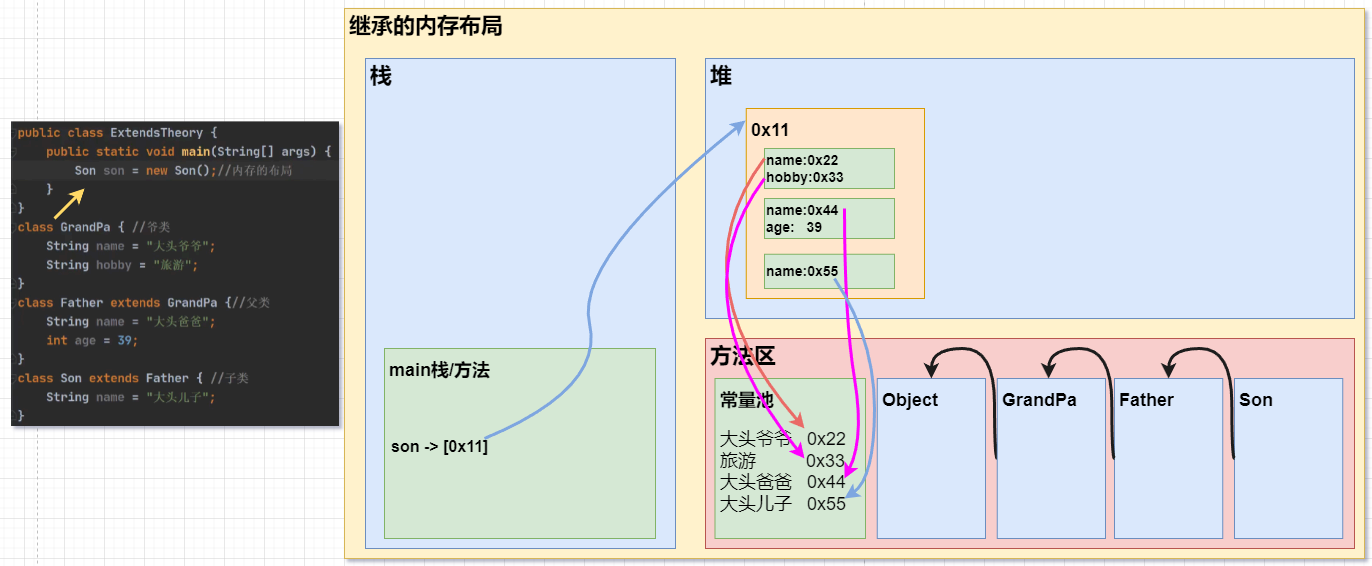 继承的内存布局
public class ExtendsTheory {
    public static void main(String[] args) {
        Son son = new Son();//内存的布局
    }
}
class GrandPa { //爷类
    String name = "大头爷爷";
    String hobby = "旅游";
}
class Father extends GrandPa {//父类
    String name = "大头爸爸";
    int age = 39;
}
class Son extends Father { //子类
    String name = "大头儿子";
}
栈
main栈/方法
son -> [0x11]
堆
0x11
name:0x22
hobby:0x33
name:0x44
age: 39
name:0x55
方法区
常量池
大头爷爷 0x22
旅游 0x33
大头爸爸 0x44
大头儿子 0x55
Object
GrandPa
Father
Son